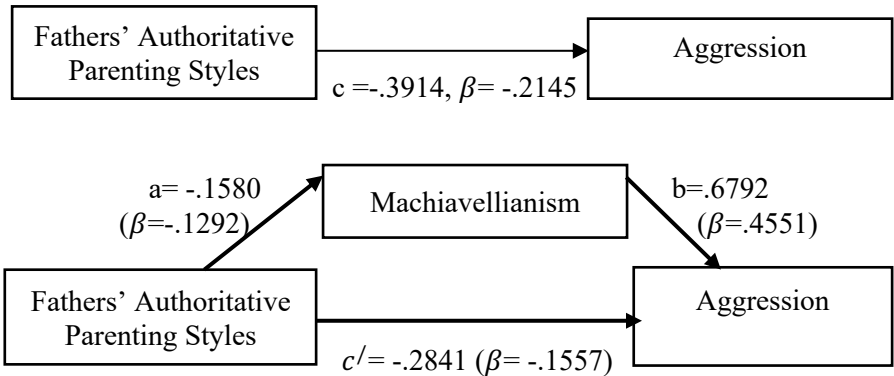 Fathers’ Authoritative
Parenting Styles
Aggression
c =-.3914, β= -.2145
a= -.1580
(β=-.1292)
Machiavellianism
b=.6792
(β=.4551)
Fathers’ Authoritative
Parenting Styles
Aggression
c/= -.2841 (β= -.1557)